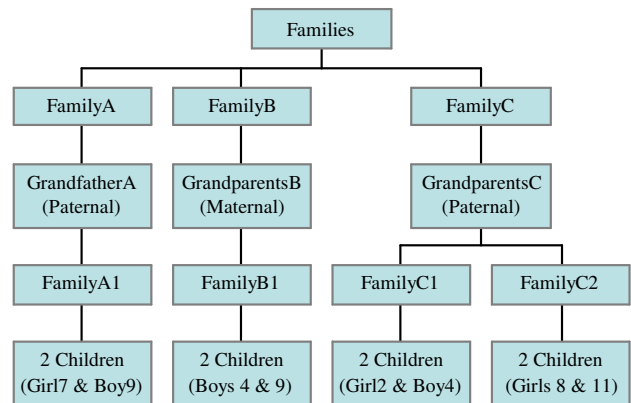 Families
FamilyA
FamilyB
FamilyC
GrandfatherA
(Paternal)
GrandparentsB
(Maternal)
GrandparentsC
(Paternal)
FamilyA1
FamilyB1
FamilyC1
FamilyC2
2 Children
(Girl7 & Boy9)
2 Children
(Boys 4 & 9)
2 Children
(Girl2 & Boy4)
2 Children
(Girls 8 & 11)